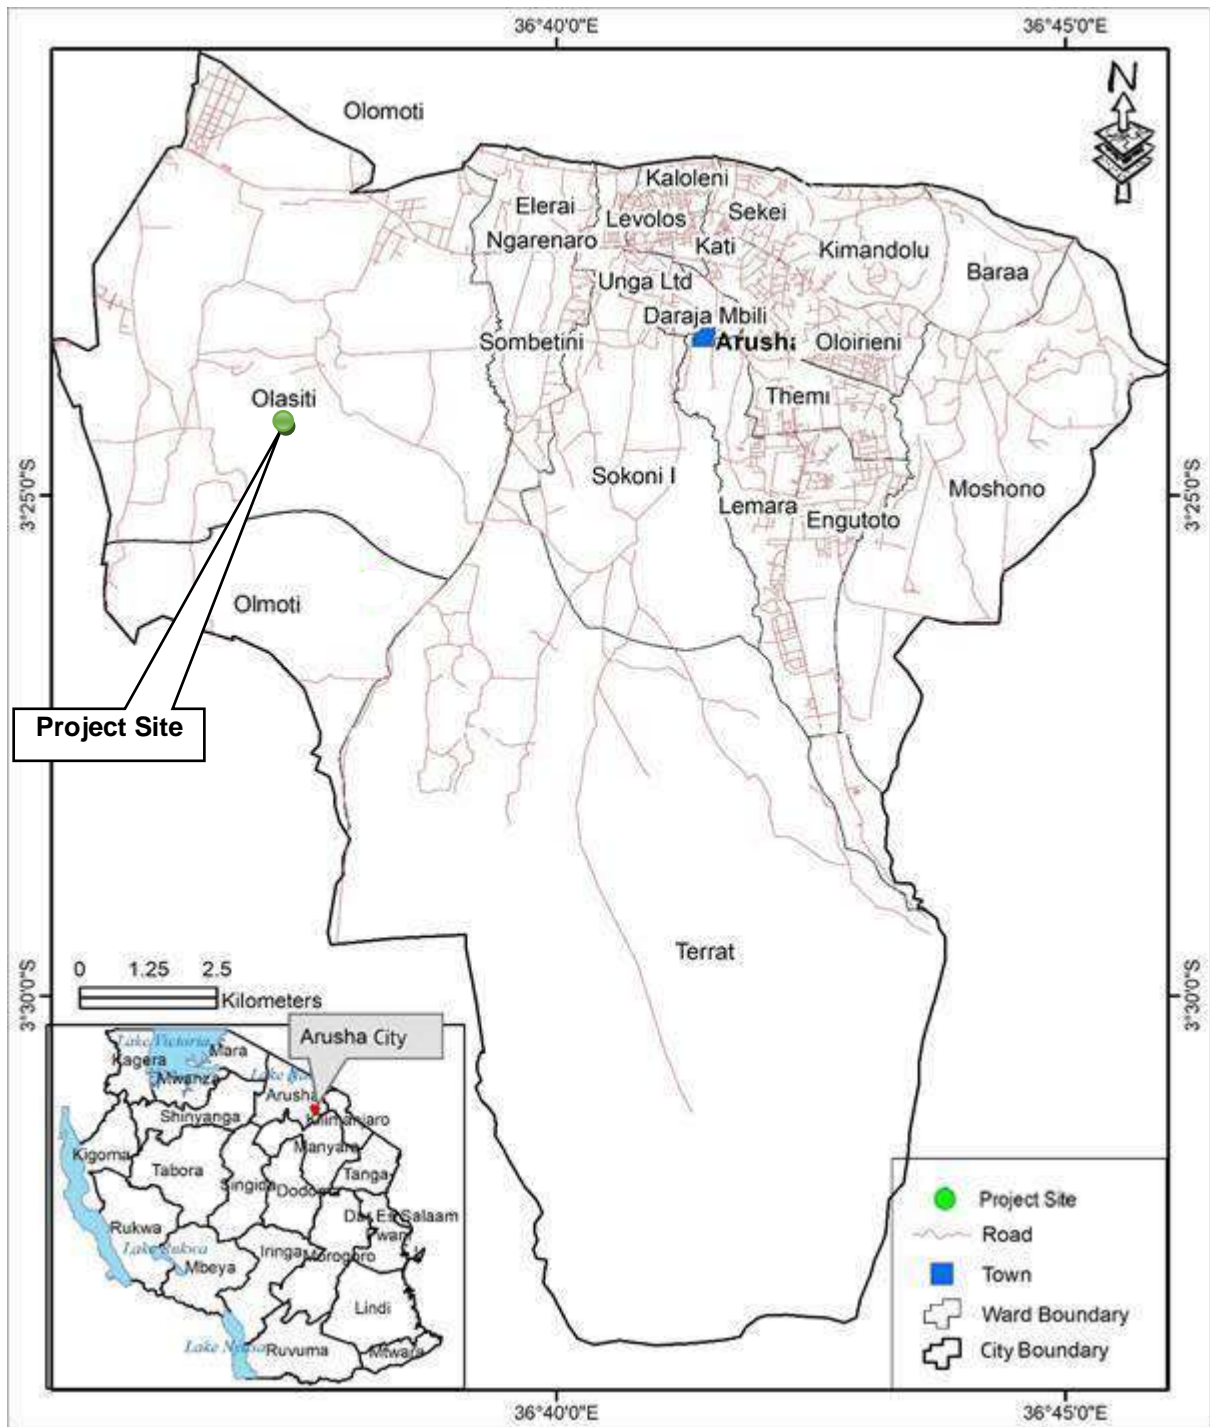 36°40'0"E
36°45'0"E
N
Olomoti
Kaloleni
Elerai
Levolos
Sekei
Ngarenaro
Kati
Kimandolu
Baraa
Unga Ltd
Daraja Mbili
Sombetini
Arush
Oloirieni
Olasiti
Themi
3°25'0"S
Sokoni I
Moshono
3°25'0"S
Lemara
Engutoto
Olmoti
Project Site
Terrat
3°30'0"S
3°30'0"S
0 1.25 2.5
Kilometers
Arusha City
Lake Victoria
Mara
Kagera
Mwanza
Lake
Arusha
Shinyanga
Kilimanjaro
Manyara
Kigoma
Tabora
Tanga
Singida
Dodoma
Dar Es Salaam
Pwani
Rukwa
Lake Rukwa
Iringa
Morogoro
Mbeya
Lindi
Lake Nyasa
Ruvuma
Mtwara
Project Site
Road
Town
Ward Boundary
City Boundary
36°40'0"E
36°45'0"E